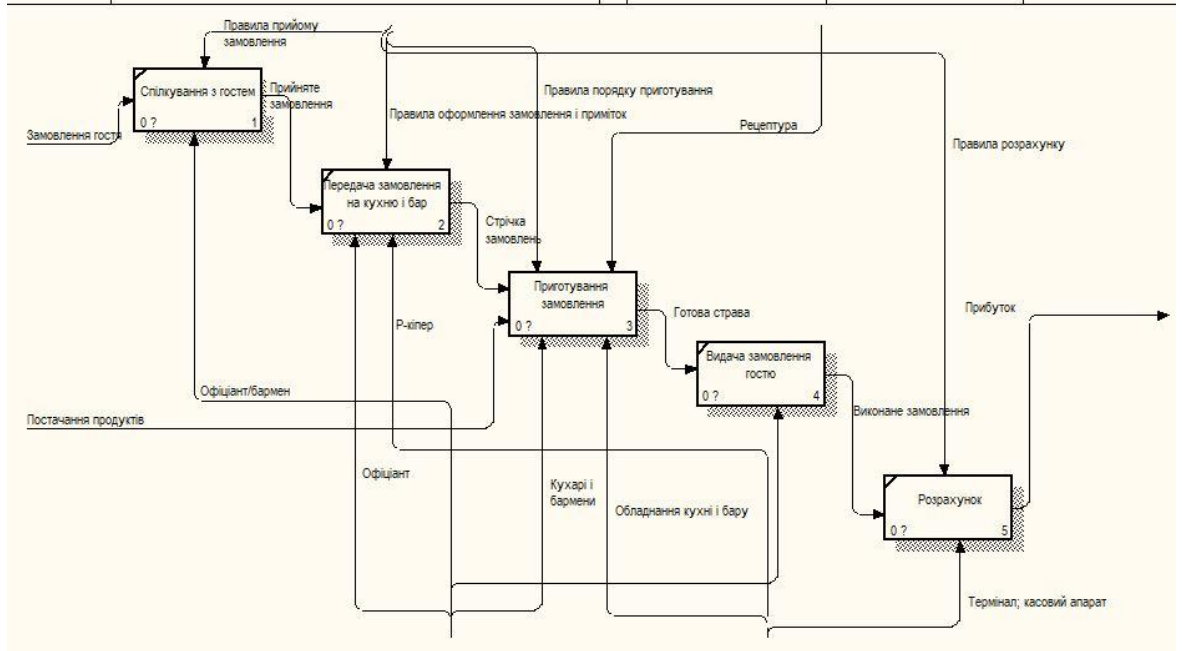 Правила прийому
замовлення
Спілкування з гостем
0 ?
1
Прийняте
замовлення
Замовлення гостя
Правила порядку приготування
Правила оформлення замовлення і приміток
Рецептура
Правила розрахунку
Передача замовлення
на кухню і бар
0 ?
2
Стрічка
замовлень
Приготування
замовлення
0 ?
3
Готова страва
Прибуток
Р-кіпер
Видача замовлення
гостю
0 ?
4
Офіціант/бармен
Постачання продуктів
Виконане замовлення
Офіціант
Кухарі і
бармени
Обладнання кухні і бару
Розрахунок
0 ?
5
Термінал; касовий апарат